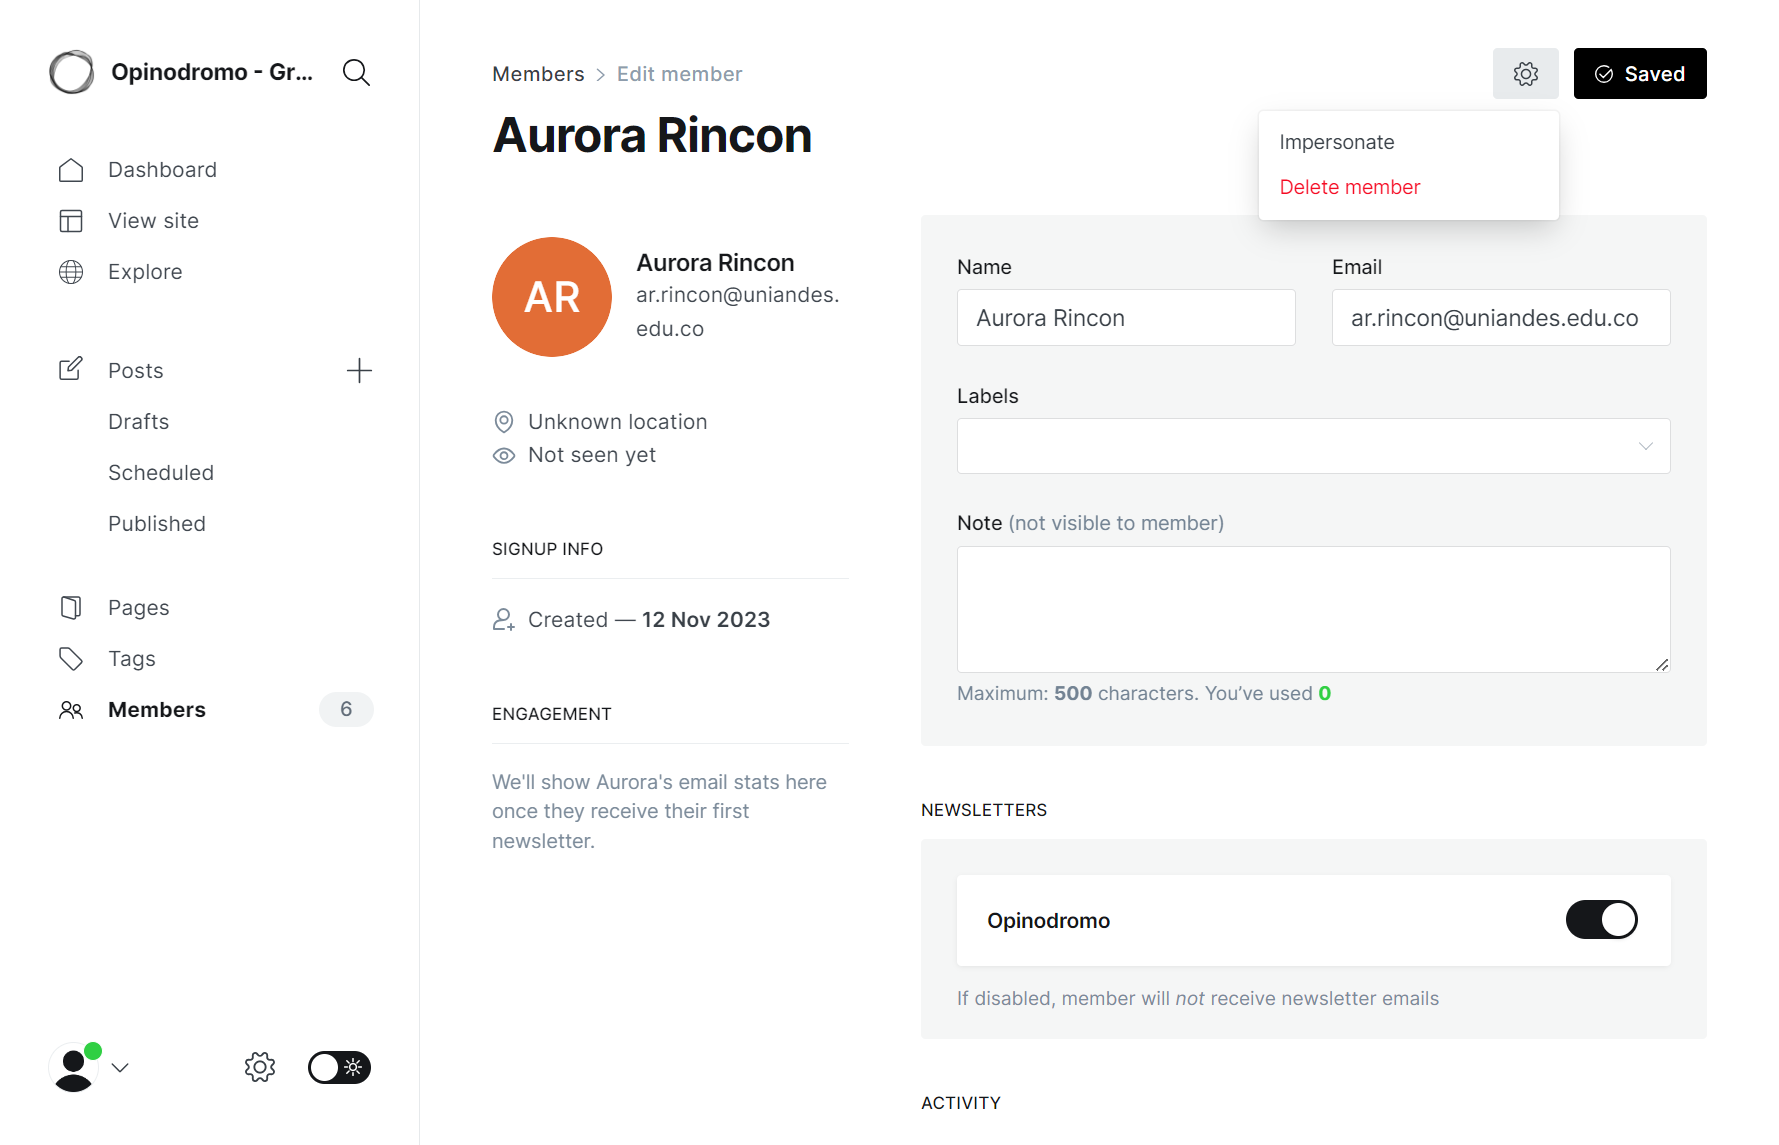 Opinodromo - Gr...
Dashboard
View site
Explore
Posts
Drafts
Scheduled
Published
Pages
Tags
Members 6
Members > Edit member
Saved
Aurora Rincon
Impersonate
Delete member
AR
Aurora Rincon
ar.rincon@uniandes.
edu.co
Unknown location
Not seen yet
SIGNUP INFO
Created — 12 Nov 2023
ENGAGEMENT
We'll show Aurora's email stats here
once they receive their first
newsletter.
Name
Aurora Rincon
Email
ar.rincon@uniandes.edu.co
Labels
Note (not visible to member)
Maximum: 500 characters. You’ve used 0
NEWSLETTERS
Opinodromo
If disabled, member will not receive newsletter emails
ACTIVITY